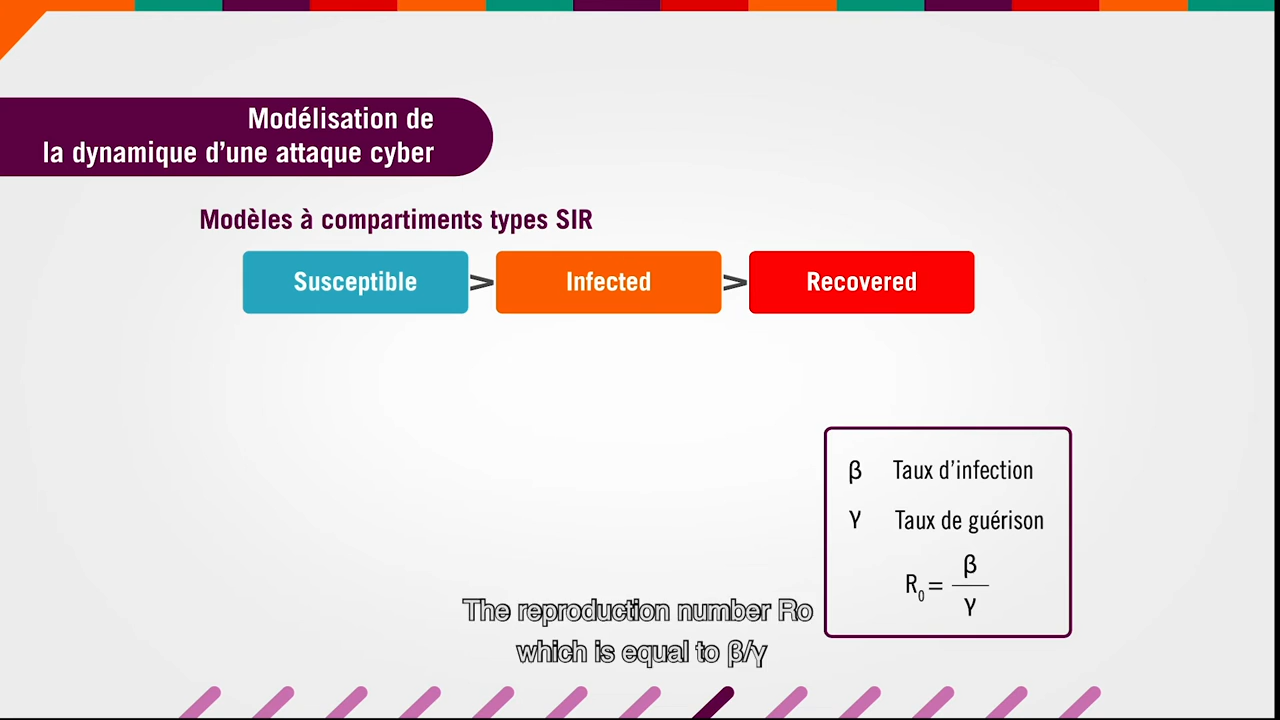 Modélisation de
la dynamique d'une attaque cyber
Modèles à compartiments types SIR
Susceptible > Infected > Recovered
β Taux d'infection
γ Taux de guérison
R₀ = β/γ
The reproduction number Ro
which is equal to β/γ